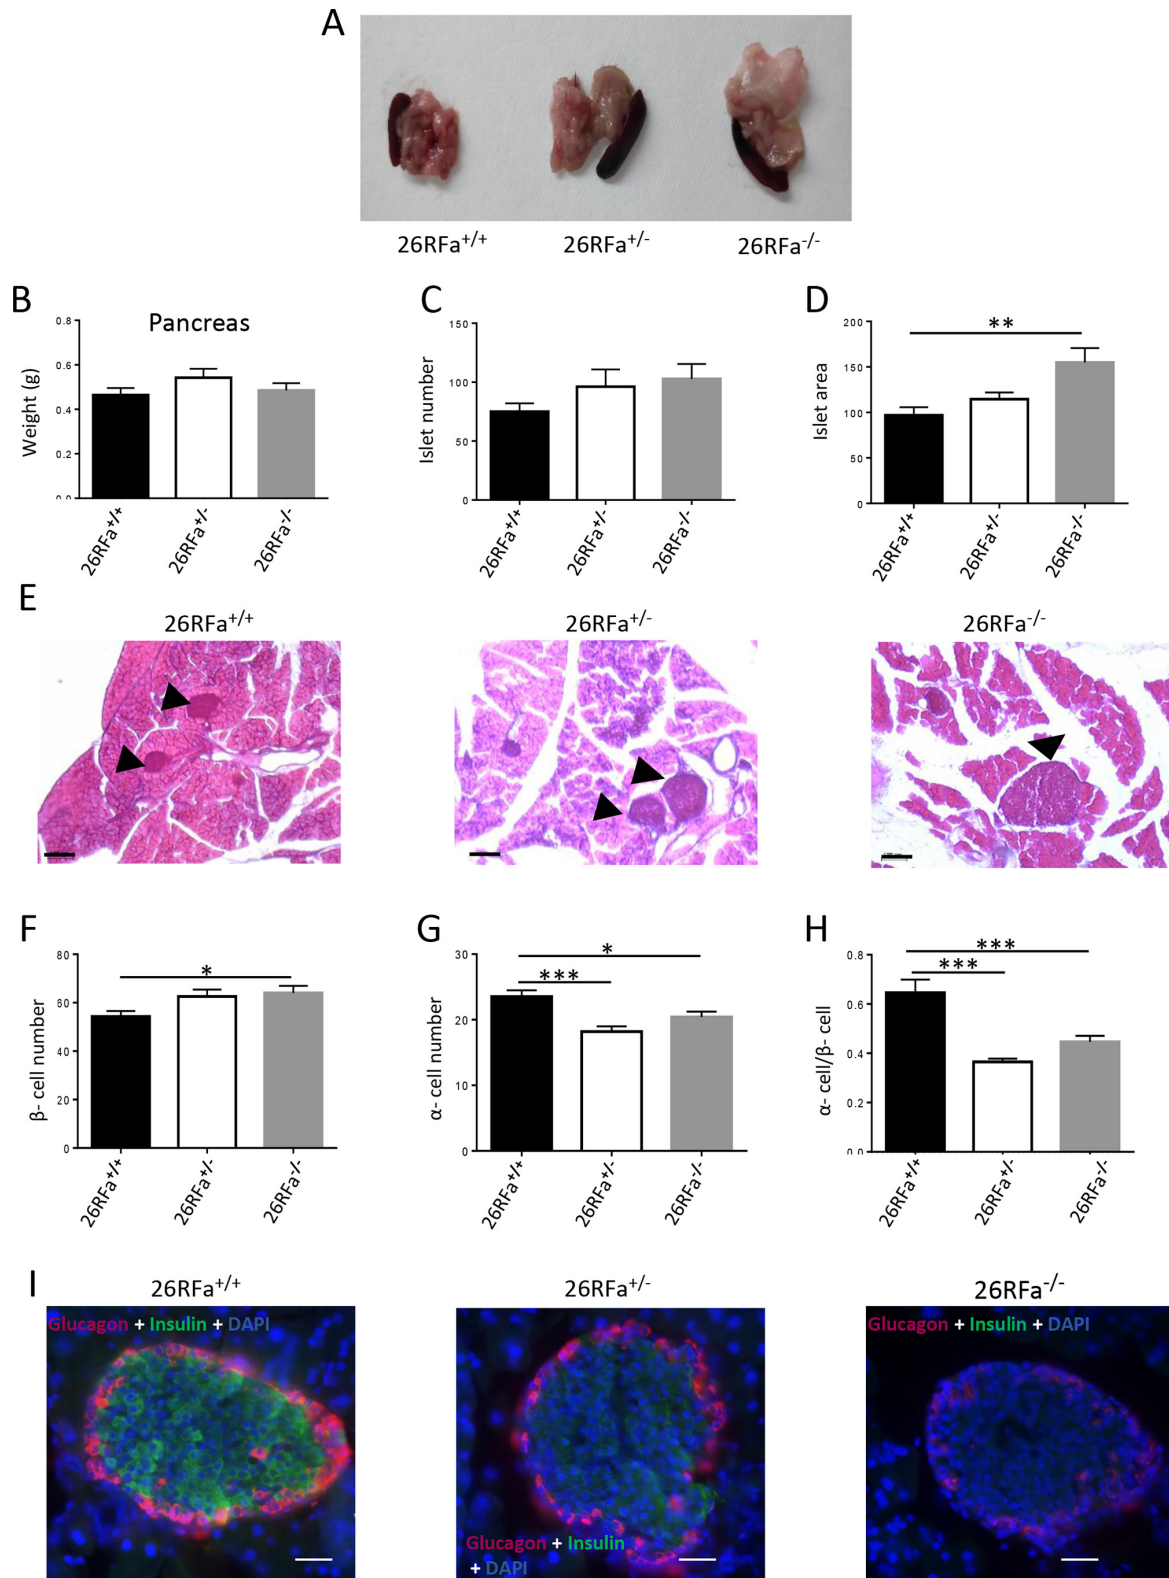 A
26RFa+/+ 26RFa+/- 26RFa-/-
B
Pancreas
Weight (g)
0.8
0.6
0.4
0.2
0.0
26RFa+/+ 26RFa+/- 26RFa-/-
C
Islet number
150
100
50
0
26RFa+/+ 26RFa+/- 26RFa-/-
D
Islet area
200
150
100
50
0
**
26RFa+/+ 26RFa+/- 26RFa-/-
E
26RFa+/+ 26RFa+/- 26RFa-/-
F
β- cell number
80
60
40
20
0
*
26RFa+/+ 26RFa+/- 26RFa-/-
G
α- cell number
30
20
10
0
*
***
26RFa+/+ 26RFa+/- 26RFa-/-
H
α- cell/β- cell
0.8
0.6
0.4
0.2
0.0
***
***
26RFa+/+ 26RFa+/- 26RFa-/-
I
26RFa+/+ 26RFa+/- 26RFa-/-
Glucagon + Insulin + DAPI
Glucagon + Insulin
+ DAPI
Glucagon + Insulin + DAPI